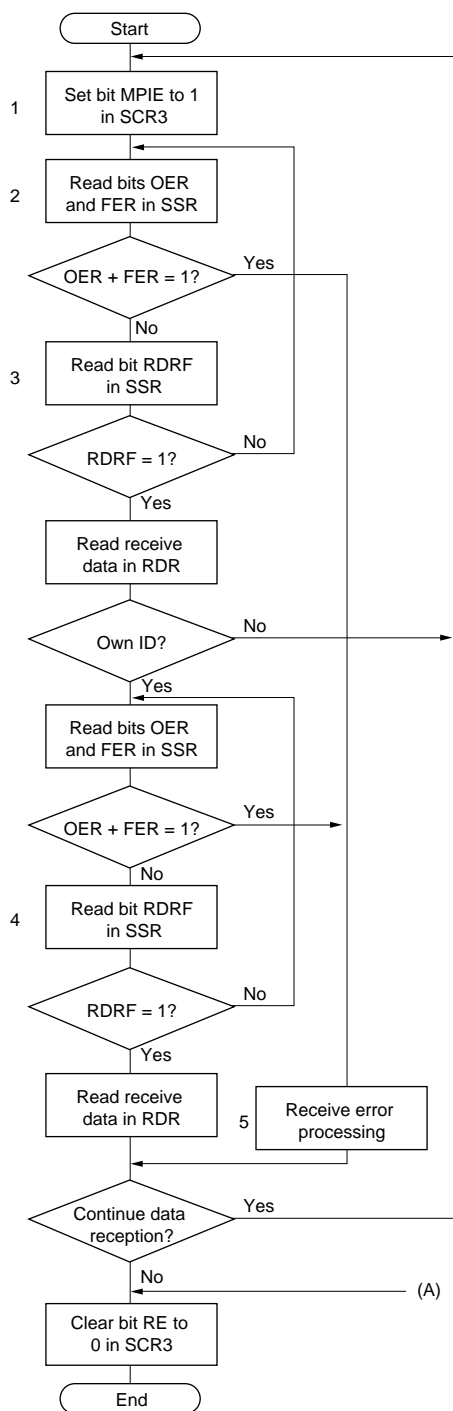 Start
1
Set bit MPIE to 1
in SCR3
2
Read bits OER
and FER in SSR
OER + FER = 1?
Yes
No
3
Read bit RDRF
in SSR
RDRF = 1?
No
Yes
Read receive
data in RDR
Own ID?
No
Yes
Read bits OER
and FER in SSR
OER + FER = 1?
Yes
No
4
Read bit RDRF
in SSR
RDRF = 1?
No
Yes
Read receive
data in RDR
5
Receive error
processing
Continue data
reception?
Yes
No
(A)
Clear bit RE to
0 in SCR3
End